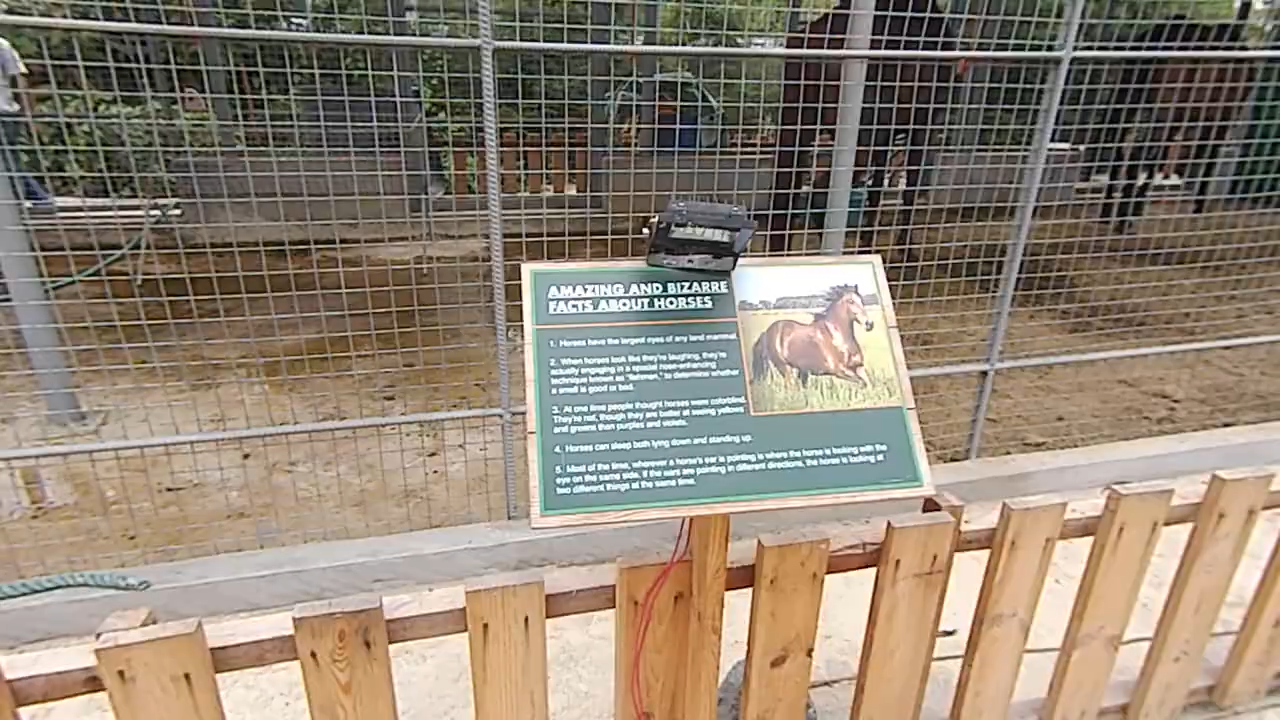 AMAZING AND BIZARRE
FACTS ABOUT HORSES
1. Horses have the largest eyes of any land mammal.
2. When horses look like they're laughing, they're
actually engaging in a special nose-enhancing
technique known as "flehmen," to determine whether
a smell is good or bad.
3. At one time people thought horses were colorblind.
They're not, though they are better at seeing yellows
and greens than purples and violets.
4. Horses can sleep both lying down and standing up.
5. Most of the time, wherever a horse's ear is pointing is where the horse is looking with the
eye on the same side. If the ears are pointing in different directions, the horse is looking at
two different things at the same time.